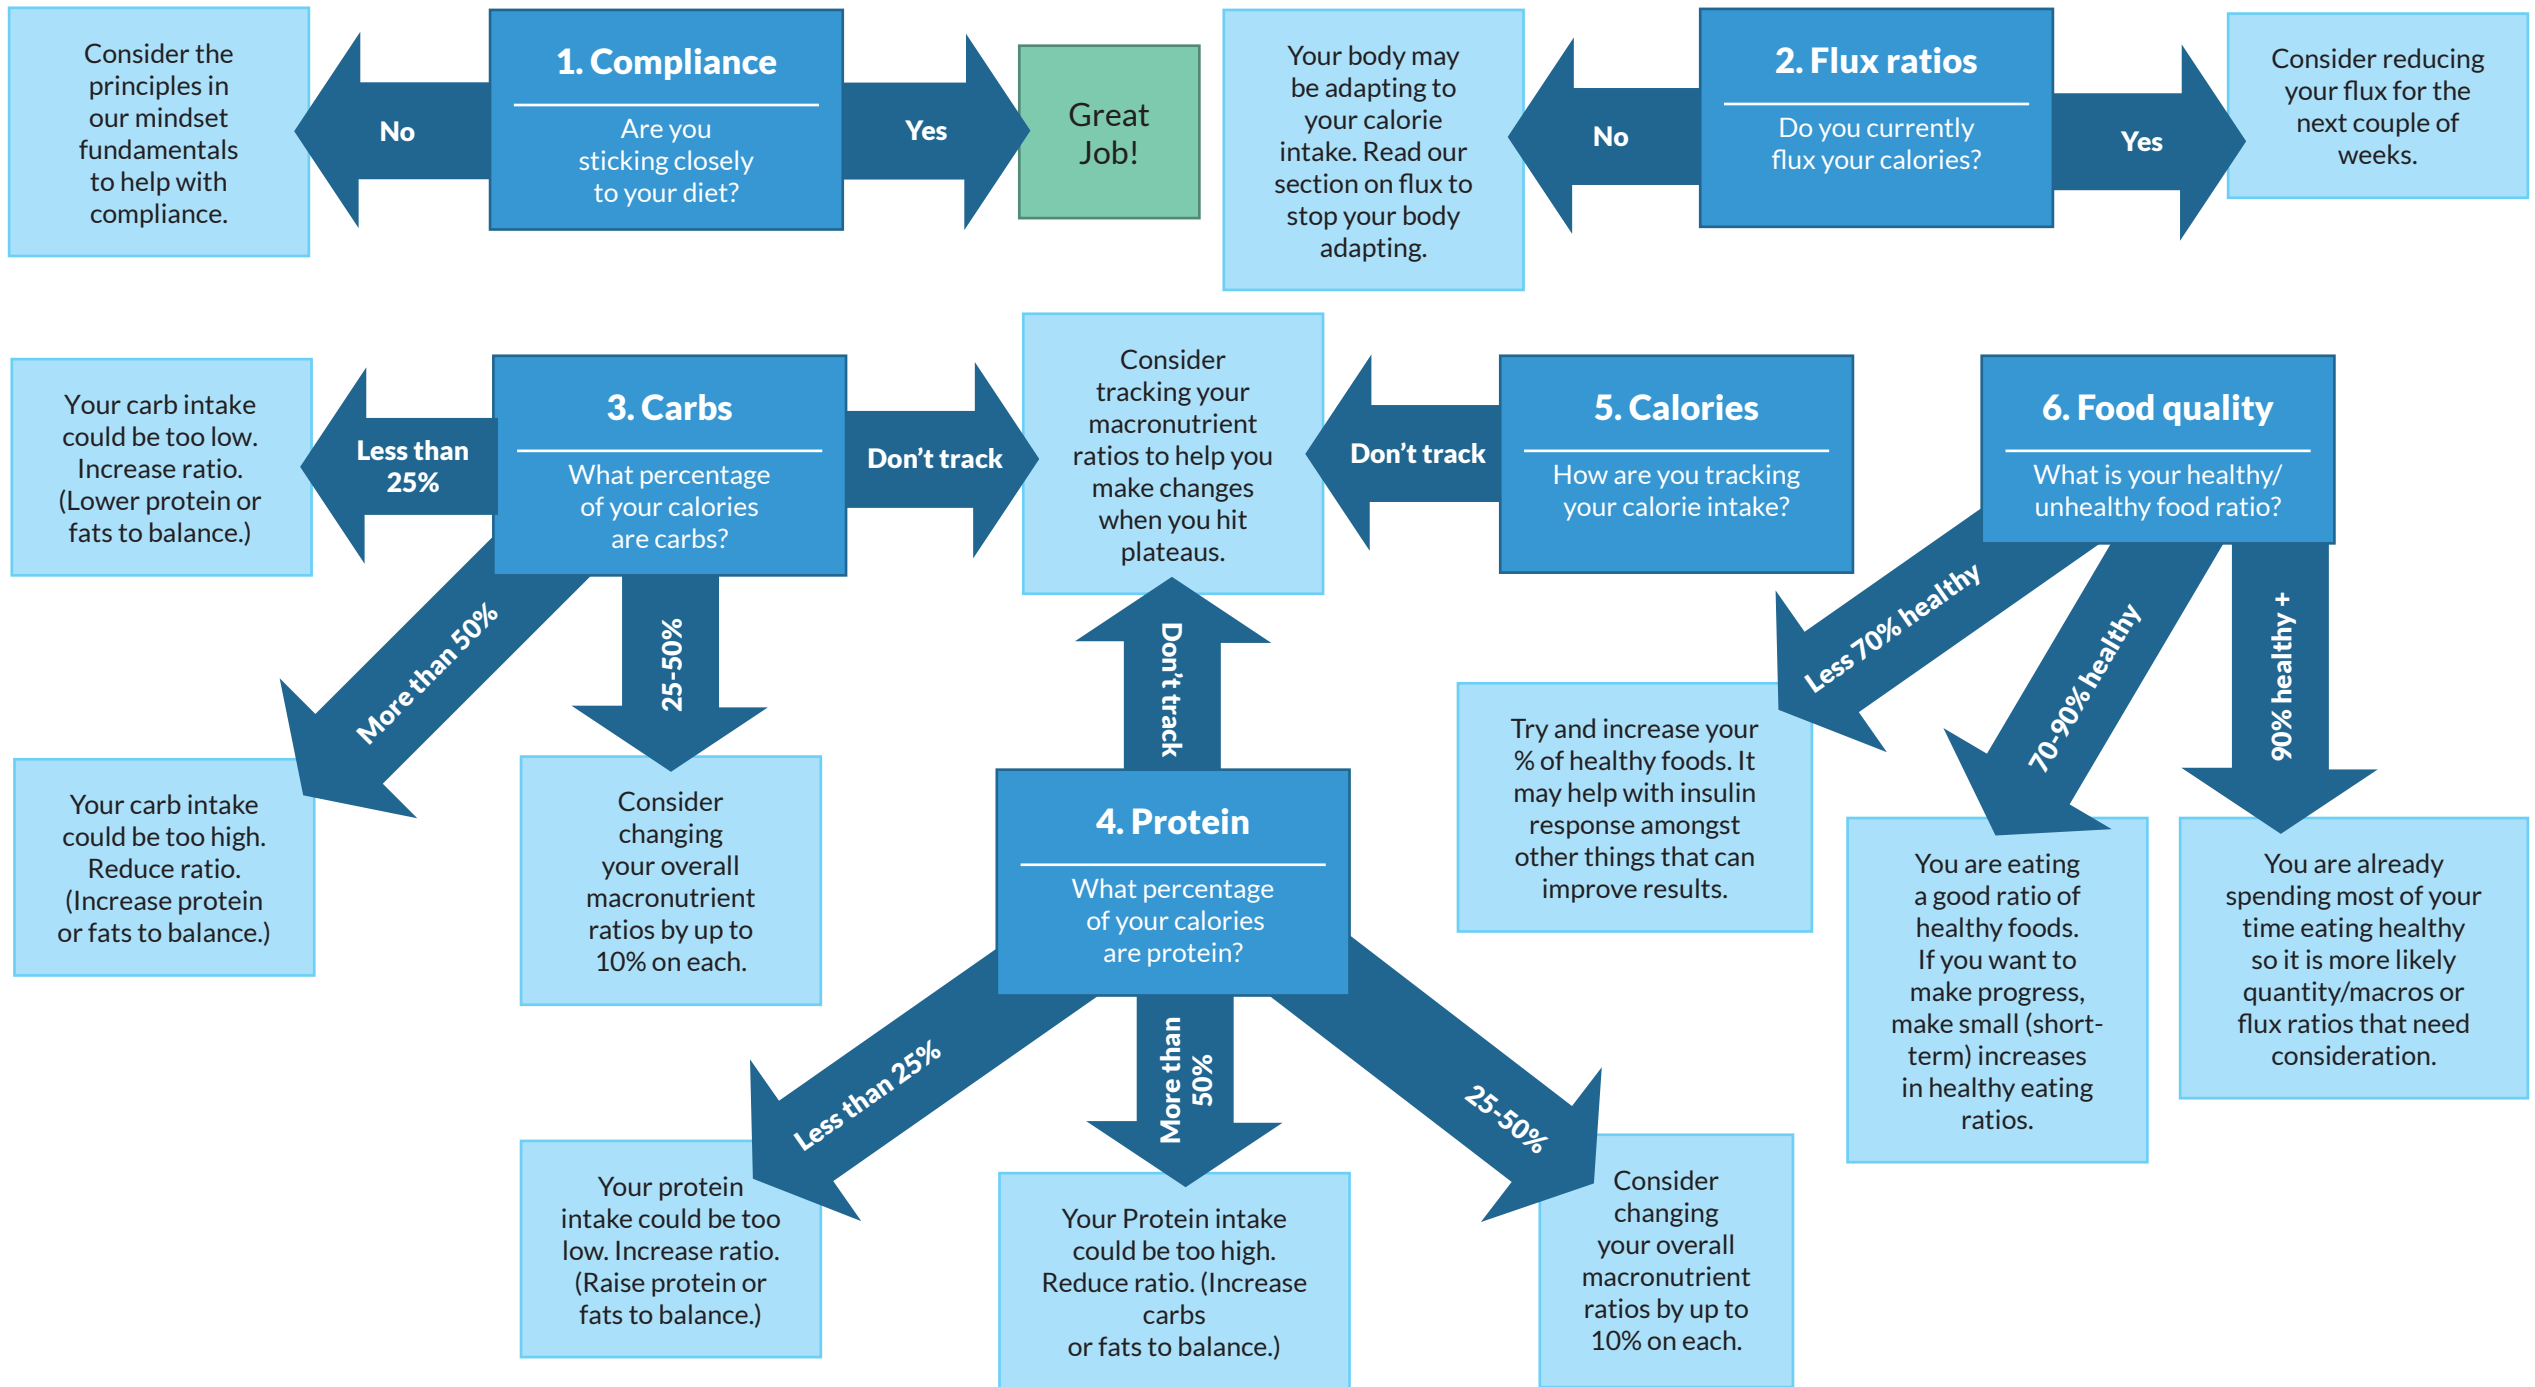 Consider the
principles in
our mindset
fundamentals
to help with
compliance.
No
1. Compliance
Are you
sticking closely
to your diet?
Yes
Great
Job!
Your body may
be adapting to
your calorie
intake. Read our
section on flux to
stop your body
adapting.
No
2. Flux ratios
Do you currently
flux your calories?
Yes
Consider reducing
your flux for the
next couple of
weeks.
Your carb intake
could be too low.
Increase ratio.
(Lower protein or
fats to balance.)
Less than
25%
3. Carbs
What percentage
of your calories
are carbs?
Don't track
Consider
tracking your
macronutrient
ratios to help you
make changes
when you hit
plateaus.
Don't track
5. Calories
How are you tracking
your calorie intake?
6. Food quality
What is your healthy/
unhealthy food ratio?
More than 50%
25-50%
Don't track
Less 70% healthy
70-90% healthy
90% healthy +
Your carb intake
could be too high.
Reduce ratio.
(Increase protein
or fats to balance.)
Consider
changing
your overall
macronutrient
ratios by up to
10% on each.
4. Protein
What percentage
of your calories
are protein?
Try and increase your
% of healthy foods. It
may help with insulin
response amongst
other things that can
improve results.
You are eating
a good ratio of
healthy foods.
If you want to
make progress,
make small (short-
term) increases
in healthy eating
ratios.
You are already
spending most of your
time eating healthy
so it is more likely
quantity/macros or
flux ratios that need
consideration.
Less than 25%
More than
50%
25-50%
Your protein
intake could be too
low. Increase ratio.
(Raise protein or
fats to balance.)
Your Protein intake
could be too high.
Reduce ratio. (Increase
carbs
or fats to balance.)
Consider
changing
your overall
macronutrient
ratios by up to
10% on each.